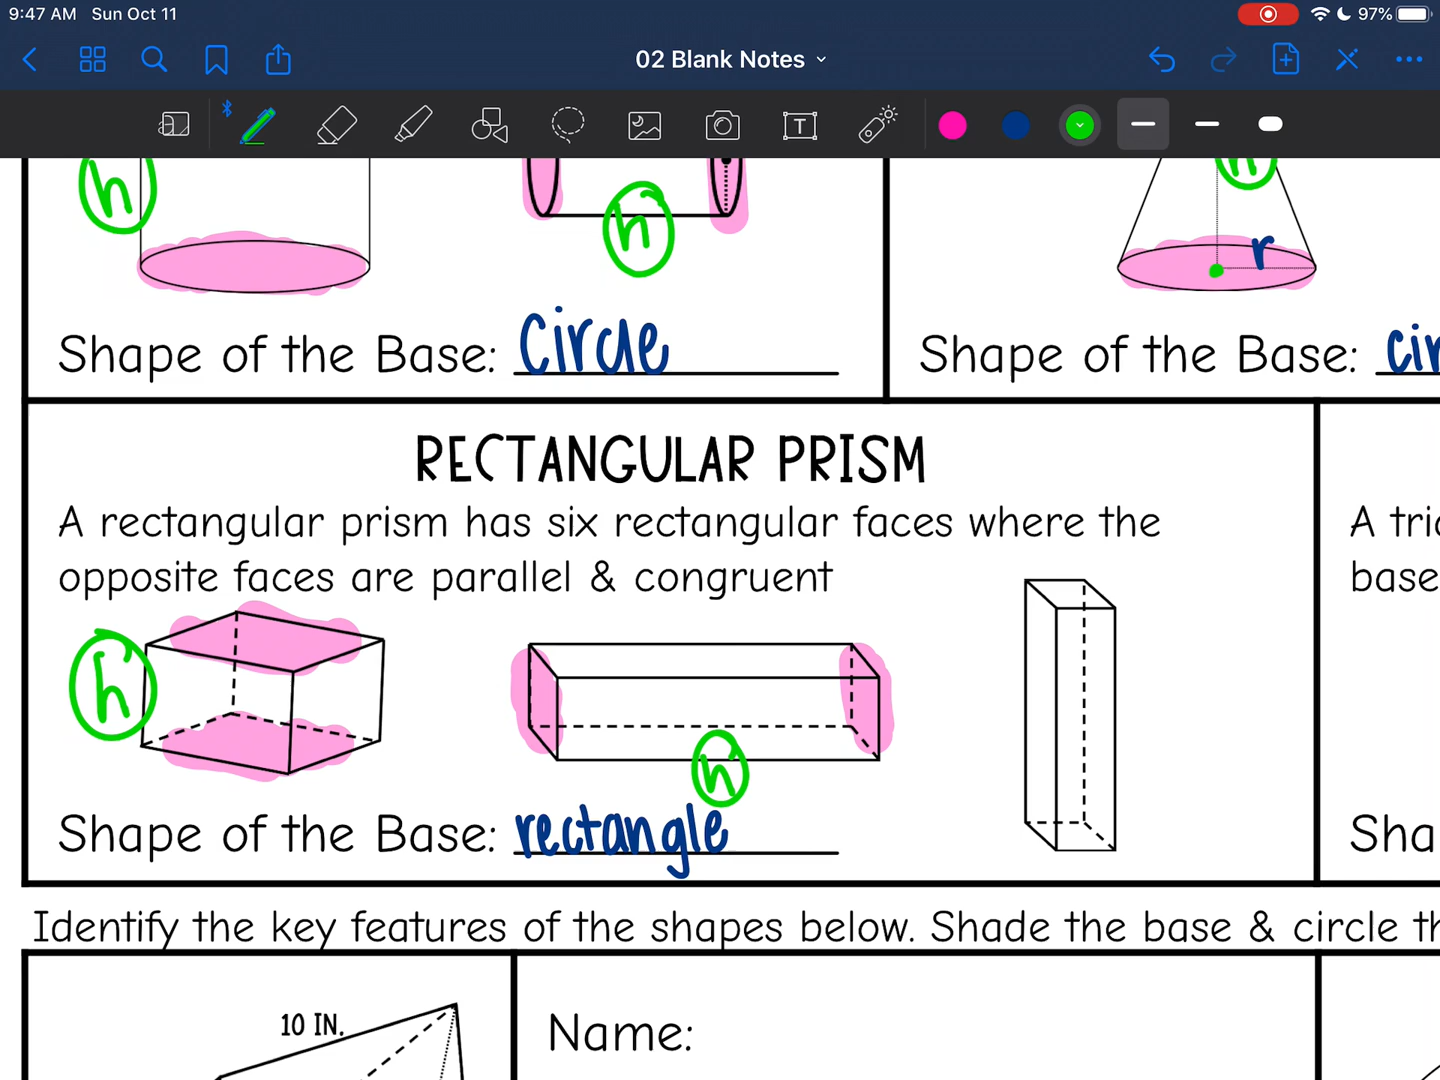 9:47 AM Sun Oct 11
97%
02 Blank Notes
T
h
h
h
r
Shape of the Base: Circle
Shape of the Base: cir
RECTANGULAR PRISM
A rectangular prism has six rectangular faces where the
opposite faces are parallel & congruent
A tri
base
h
h
Shape of the Base: rectangle
Sha
Identify the key features of the shapes below. Shade the base & circle th
10 IN.
Name: